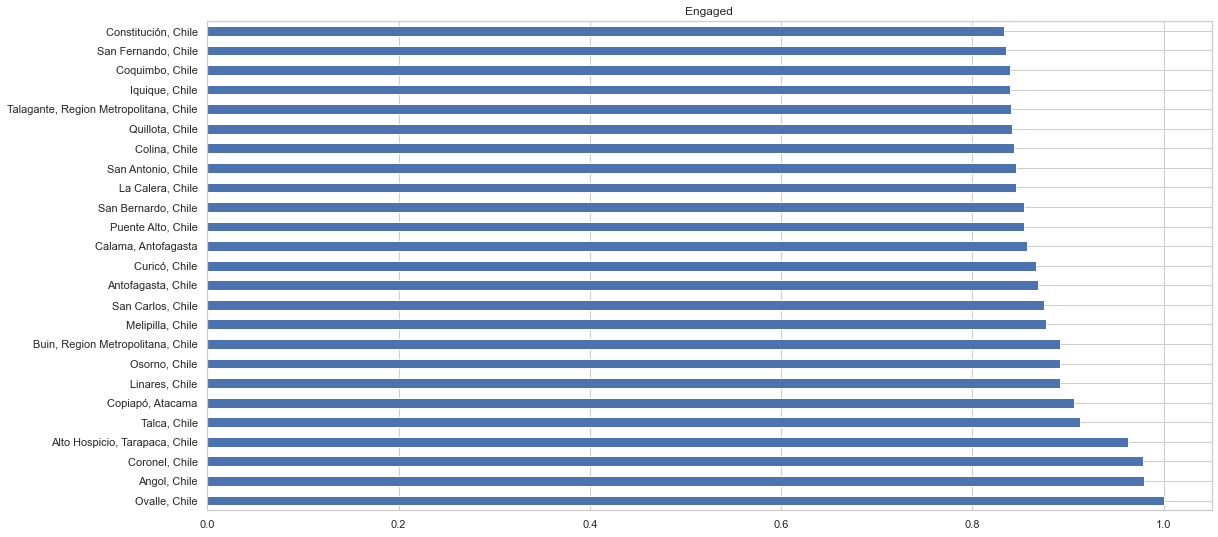 Engaged
Constitución, Chile
San Fernando, Chile
Coquimbo, Chile
Iquique, Chile
Talagante, Region Metropolitana, Chile
Quillota, Chile
Colina, Chile
San Antonio, Chile
La Calera, Chile
San Bernardo, Chile
Puente Alto, Chile
Calama, Antofagasta
Curicó, Chile
Antofagasta, Chile
San Carlos, Chile
Melipilla, Chile
Buin, Region Metropolitana, Chile
Osorno, Chile
Linares, Chile
Copiapó, Atacama
Talca, Chile
Alto Hospicio, Tarapaca, Chile
Coronel, Chile
Angol, Chile
Ovalle, Chile
0.0 0.2 0.4 0.6 0.8 1.0